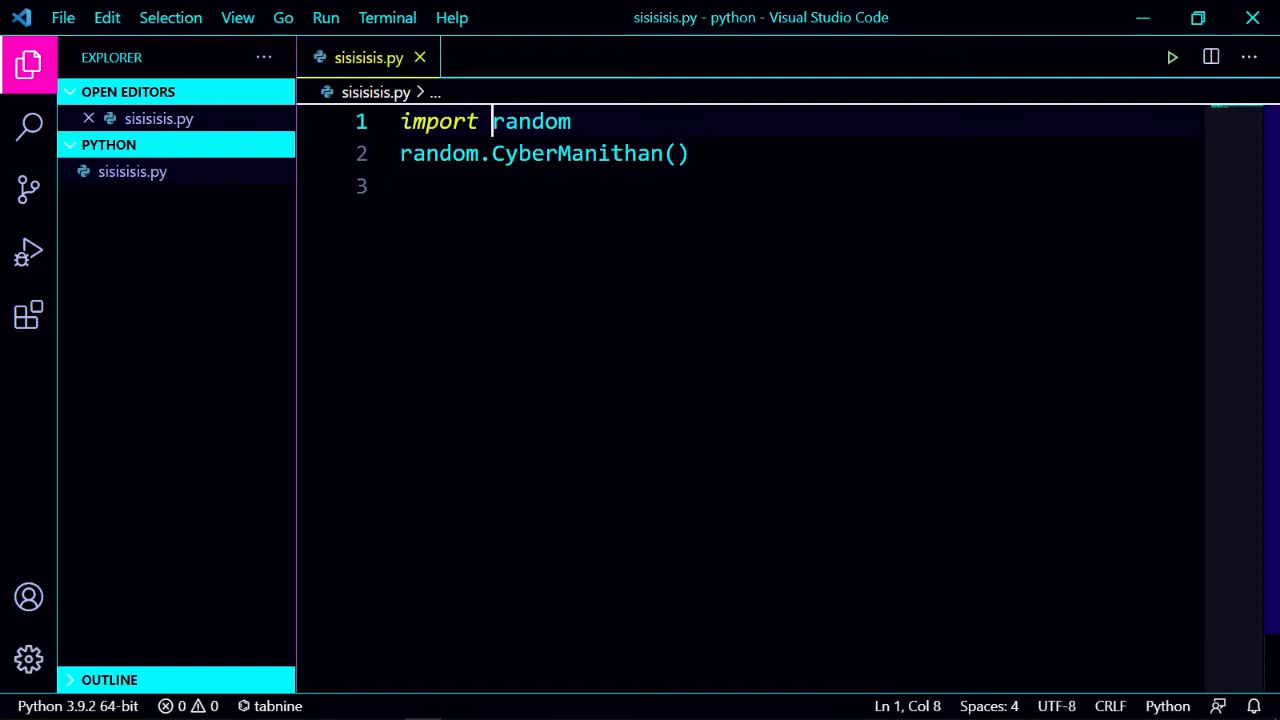 File Edit Selection View Go Run Terminal Help sisisisis.py - python - Visual Studio Code
EXPLORER ··· sisisisis.py
OPEN EDITORS
sisisisis.py
PYTHON
sisisisis.py
sisisisis.py > ...
1 import random
2 random.CyberManithan()
3
OUTLINE
Python 3.9.2 64-bit 0 0 tabnine Ln 1, Col 8 Spaces: 4 UTF-8 CRLF Python